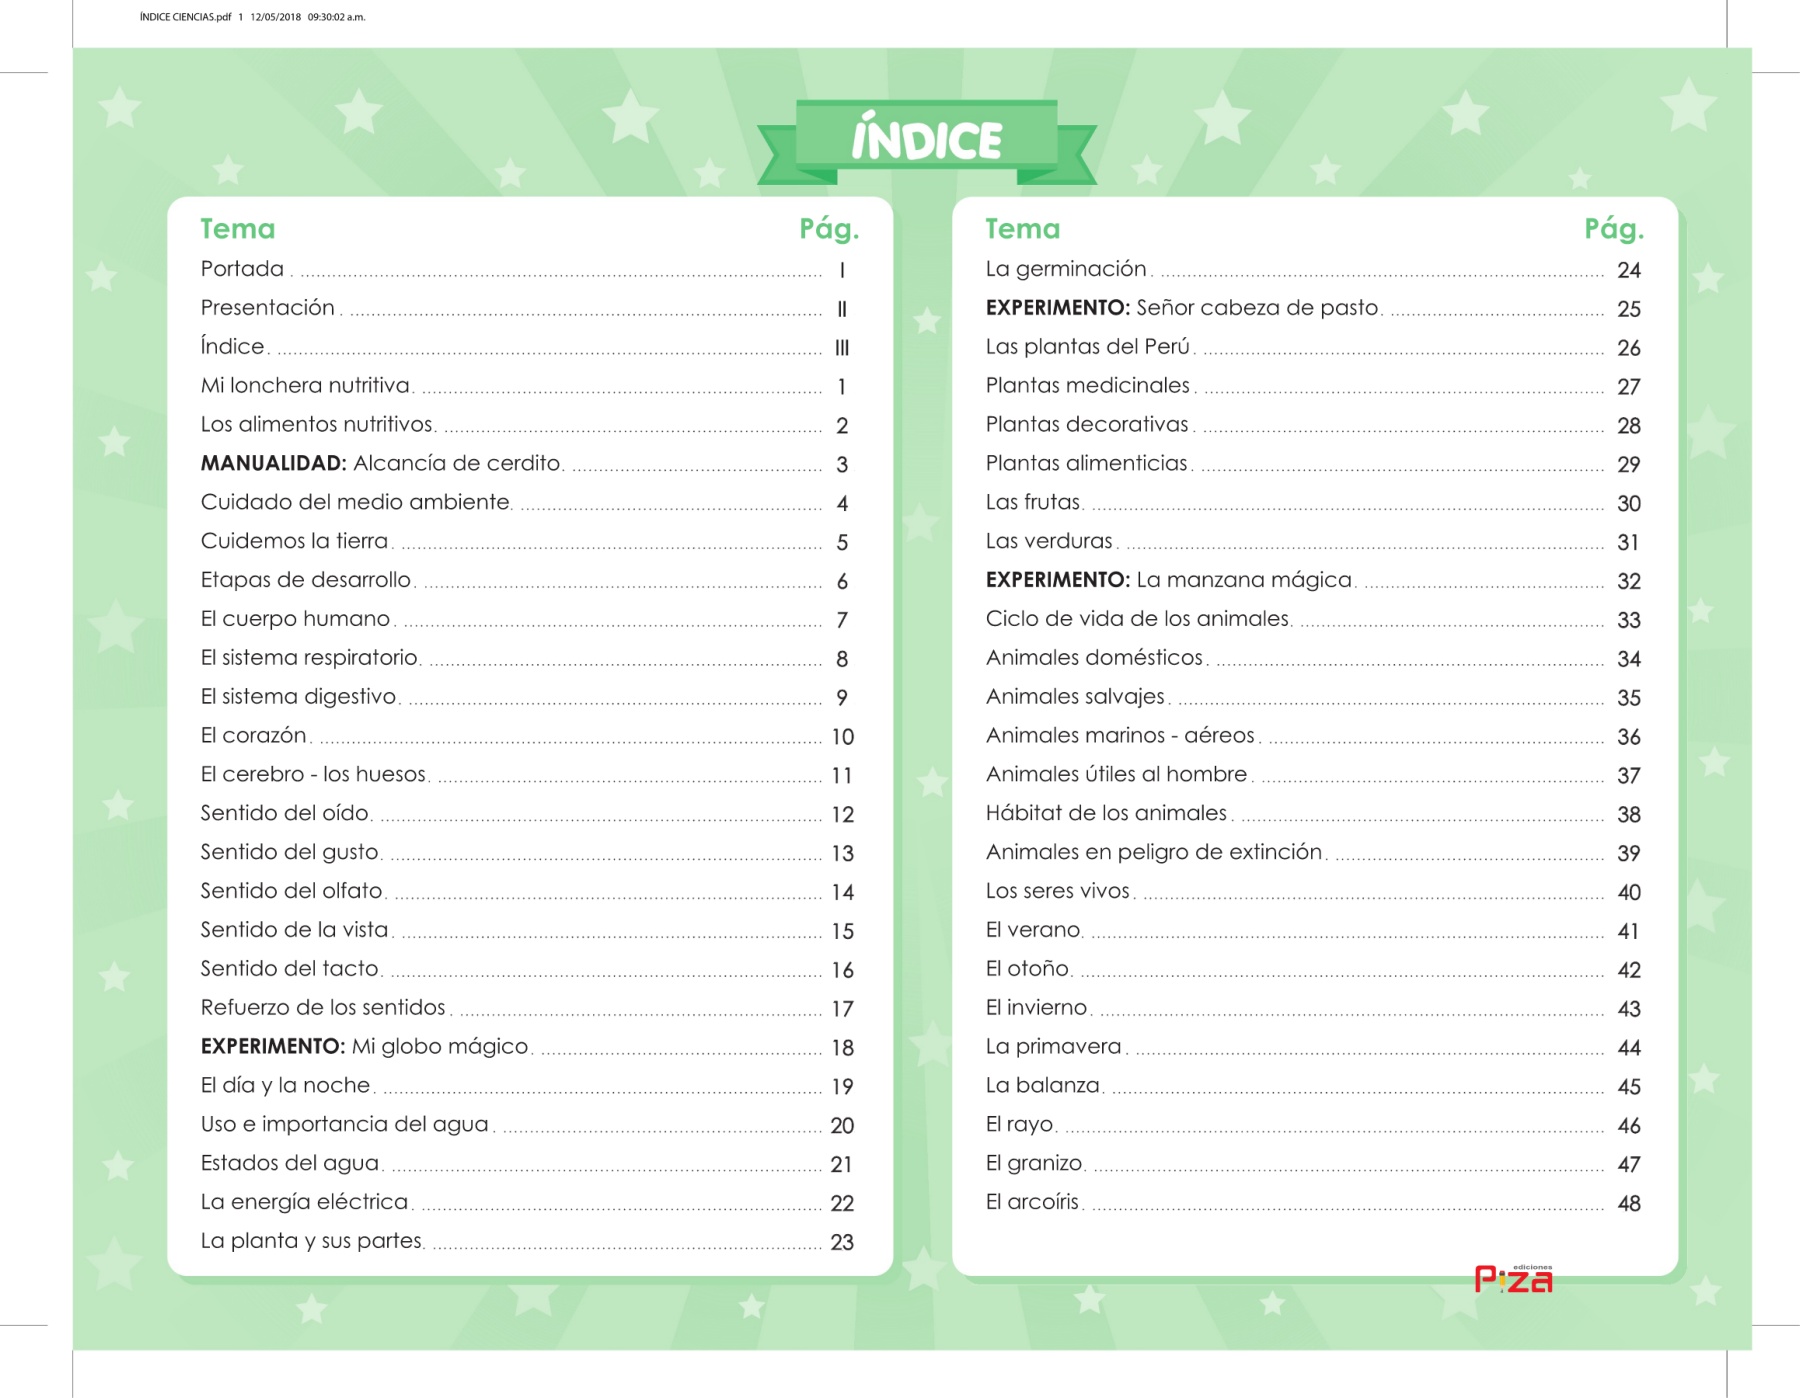 ÍNDICE CIENCIAS.pdf 1 12/05/2018 09:30:02 a.m.
ÍNDICE
Tema Pág.
Portada I
Presentación II
Índice III
Mi lonchera nutritiva 1
Los alimentos nutritivos 2
MANUALIDAD: Alcancía de cerdito 3
Cuidado del medio ambiente 4
Cuidemos la tierra 5
Etapas de desarrollo 6
El cuerpo humano 7
El sistema respiratorio 8
El sistema digestivo 9
El corazón 10
El cerebro - los huesos 11
Sentido del oído 12
Sentido del gusto 13
Sentido del olfato 14
Sentido de la vista 15
Sentido del tacto 16
Refuerzo de los sentidos 17
EXPERIMENTO: Mi globo mágico 18
El día y la noche 19
Uso e importancia del agua 20
Estados del agua 21
La energía eléctrica 22
La planta y sus partes 23
Tema Pág.
La germinación 24
EXPERIMENTO: Señor cabeza de pasto 25
Las plantas del Perú 26
Plantas medicinales 27
Plantas decorativas 28
Plantas alimenticias 29
Las frutas 30
Las verduras 31
EXPERIMENTO: La manzana mágica 32
Ciclo de vida de los animales 33
Animales domésticos 34
Animales salvajes 35
Animales marinos - aéreos 36
Animales útiles al hombre 37
Hábitat de los animales 38
Animales en peligro de extinción 39
Los seres vivos 40
El verano 41
El otoño 42
El invierno 43
La primavera 44
La balanza 45
El rayo 46
El granizo 47
El arcoíris 48
ediciones
Piza